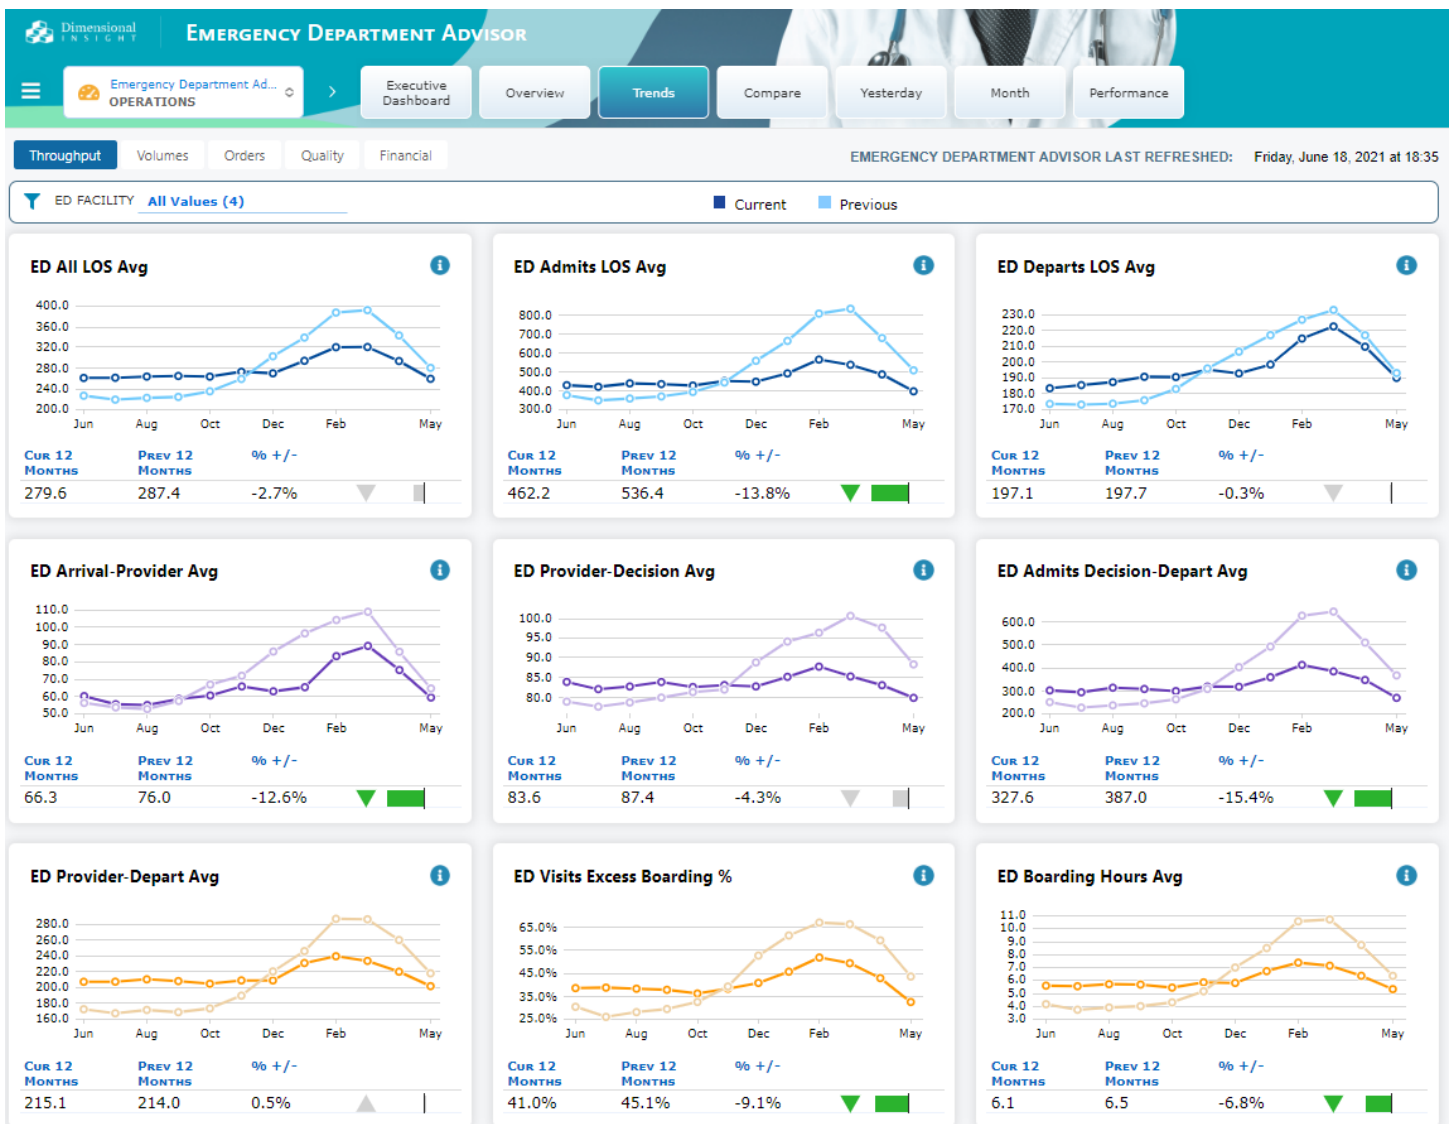 Dimensional
INSIGHT
EMERGENCY DEPARTMENT ADVISOR
Emergency Department Ad...
OPERATIONS
Executive
Dashboard
Overview
Trends
Compare
Yesterday
Month
Performance
Throughput
Volumes
Orders
Quality
Financial
EMERGENCY DEPARTMENT ADVISOR LAST REFRESHED: Friday, June 18, 2021 at 18:35
ED FACILITY All Values (4)
Current
Previous
ED All LOS Avg
400.0
360.0
320.0
280.0
240.0
200.0
Jun Aug Oct Dec Feb May
CUR 12 MONTHS PREV 12 MONTHS % +/-
279.6 287.4 -2.7%
ED Admits LOS Avg
800.0
700.0
600.0
500.0
400.0
300.0
Jun Aug Oct Dec Feb May
CUR 12 MONTHS PREV 12 MONTHS % +/-
462.2 536.4 -13.8%
ED Departs LOS Avg
230.0
220.0
210.0
200.0
190.0
180.0
170.0
Jun Aug Oct Dec Feb May
CUR 12 MONTHS PREV 12 MONTHS % +/-
197.1 197.7 -0.3%
ED Arrival-Provider Avg
110.0
100.0
90.0
80.0
70.0
60.0
50.0
Jun Aug Oct Dec Feb May
CUR 12 MONTHS PREV 12 MONTHS % +/-
66.3 76.0 -12.6%
ED Provider-Decision Avg
100.0
95.0
90.0
85.0
80.0
Jun Aug Oct Dec Feb May
CUR 12 MONTHS PREV 12 MONTHS % +/-
83.6 87.4 -4.3%
ED Admits Decision-Depart Avg
600.0
500.0
400.0
300.0
200.0
Jun Aug Oct Dec Feb May
CUR 12 MONTHS PREV 12 MONTHS % +/-
327.6 387.0 -15.4%
ED Provider-Depart Avg
280.0
260.0
240.0
220.0
200.0
180.0
160.0
Jun Aug Oct Dec Feb May
CUR 12 MONTHS PREV 12 MONTHS % +/-
215.1 214.0 0.5%
ED Visits Excess Boarding %
65.0%
55.0%
45.0%
35.0%
25.0%
Jun Aug Oct Dec Feb May
CUR 12 MONTHS PREV 12 MONTHS % +/-
41.0% 45.1% -9.1%
ED Boarding Hours Avg
11.0
10.0
9.0
8.0
7.0
6.0
5.0
4.0
3.0
Jun Aug Oct Dec Feb May
CUR 12 MONTHS PREV 12 MONTHS % +/-
6.1 6.5 -6.8%